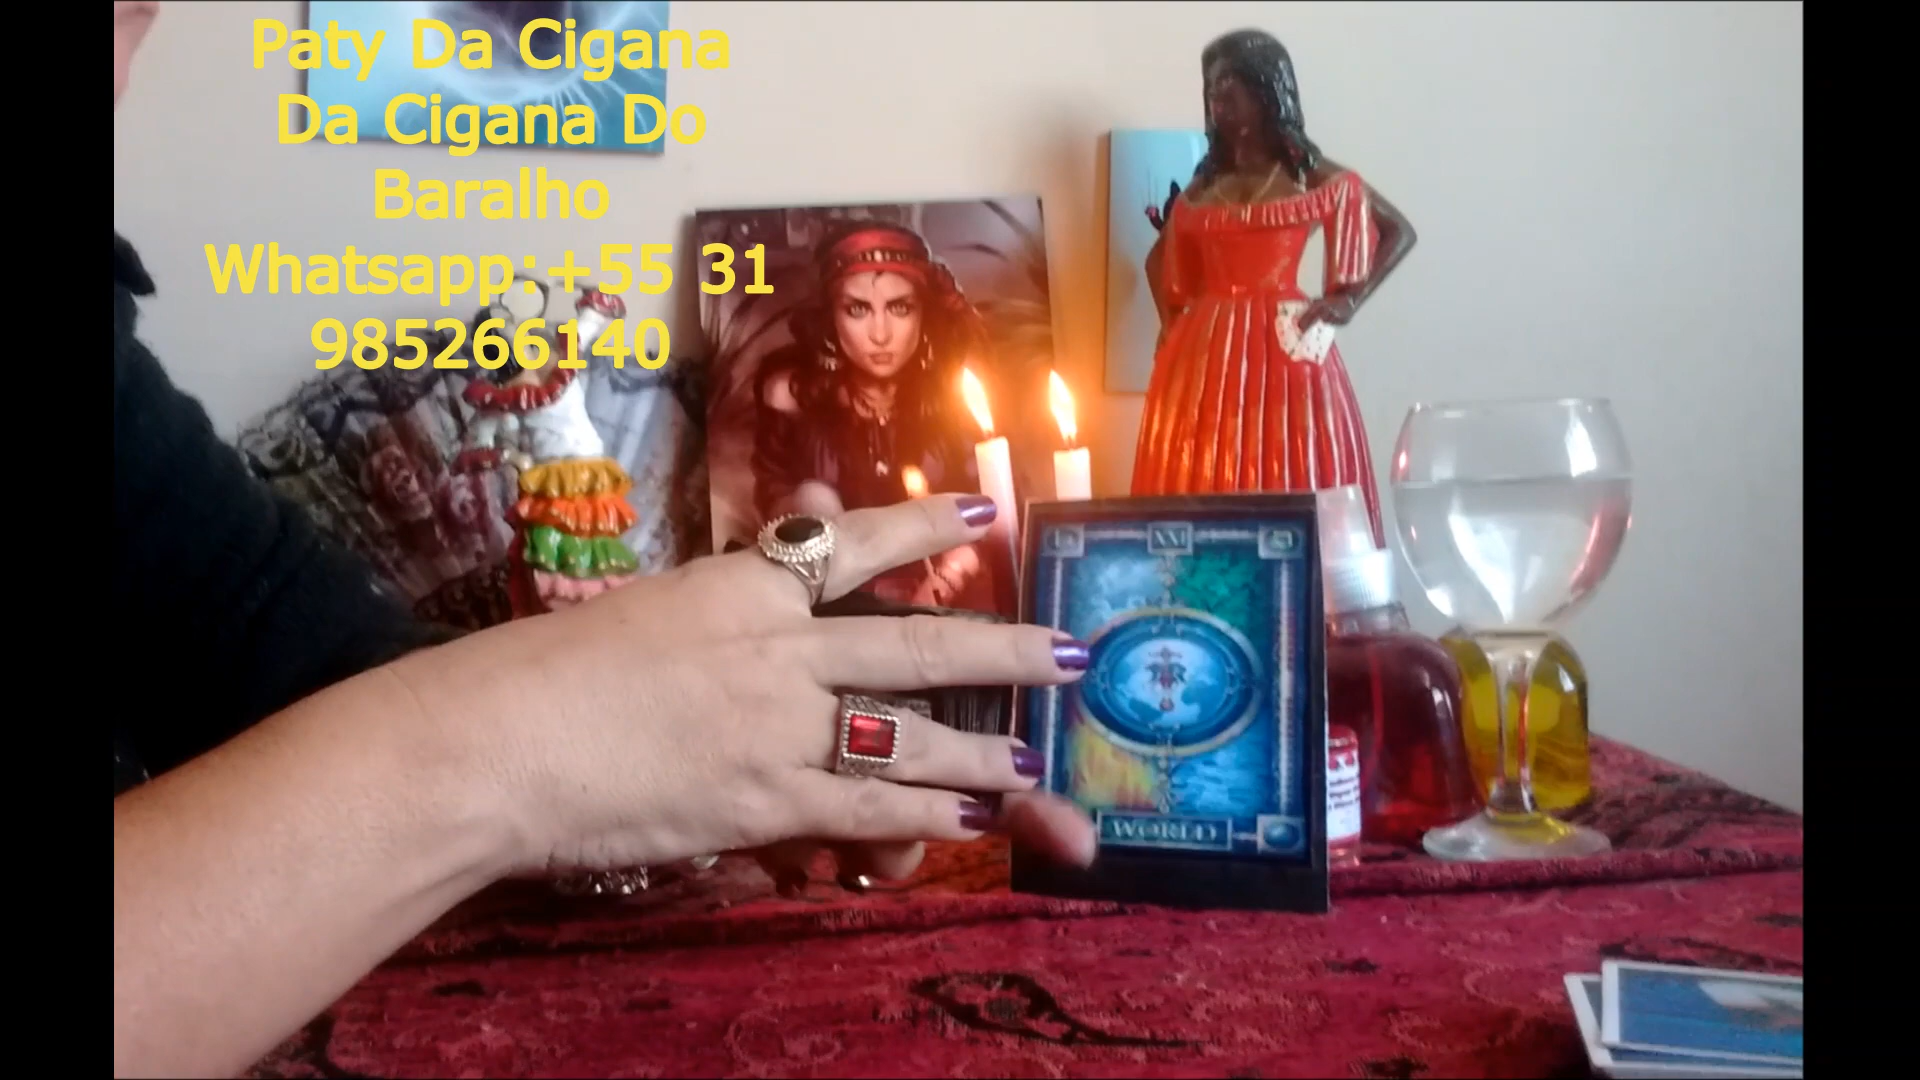 Paty Da Cigana
Da Cigana Do
Baralho
Whatsapp:+55 31
985266140
XXI
WORLD